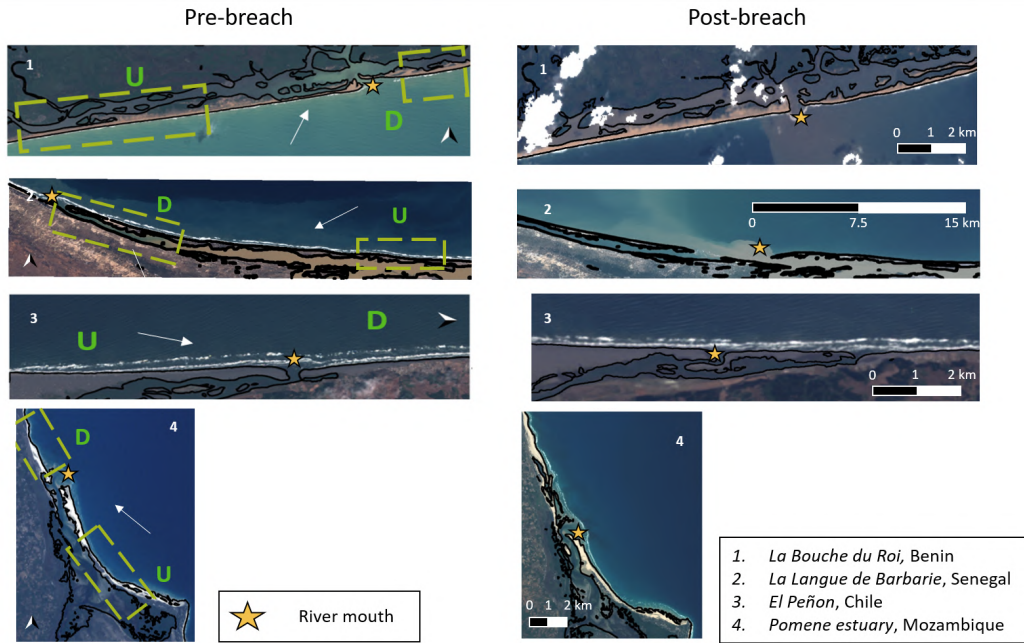 Pre-breach
Post-breach
1
U
D
1
0 1 2 km
2
D
U
2
0 7.5 15 km
3
U
D
3
0 1 2 km
4
D
U
4
0 1 2 km
River mouth
1. La Bouche du Roi, Benin
2. La Langue de Barbarie, Senegal
3. El Peñon, Chile
4. Pomene estuary, Mozambique